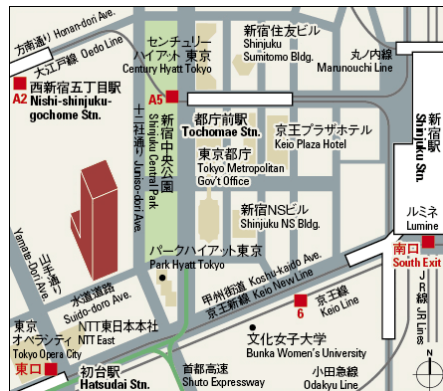 方南通り Honan-dori Ave.
大江戸線 Oedo Line
A2
西新宿五丁目駅
Nishi-shinjuku-
gochome Stn.
センチュリー
ハイアット 東京
Century Hyatt Tokyo
A5
新宿住友ビル
Shinjuku
Sumitomo Bldg.
丸ノ内線
Marunouchi Line
新宿駅
Shinjuku Stn.
十二社通り Juniso-dori Ave.
新宿中央公園
Shinjuku Central Park
都庁前駅
Tochomae Stn.
東京都庁
Tokyo Metropolitan
Gov't Office
京王プラザホテル
Keio Plaza Hotel
新宿NSビル
Shinjuku NS Bldg.
ルミネ
Lumine
南口
South Exit
山手通り
Yamate-Dori Ave.
パークハイアット東京
Park Hyatt Tokyo
水道道路
Suido-doro Ave.
甲州街道 Koshu-kaido Ave.
京王新線 Keio New Line
6
京王線
Keio Line
JR線 JR Lines
東京
オペラシティ
Tokyo Opera City
NTT東日本本社
NTT East
東口
初台駅
Hatsudai Stn.
首都高速
Shuto Expressway
文化女子大学
Bunka Women's University
小田急線
Odakyu Line